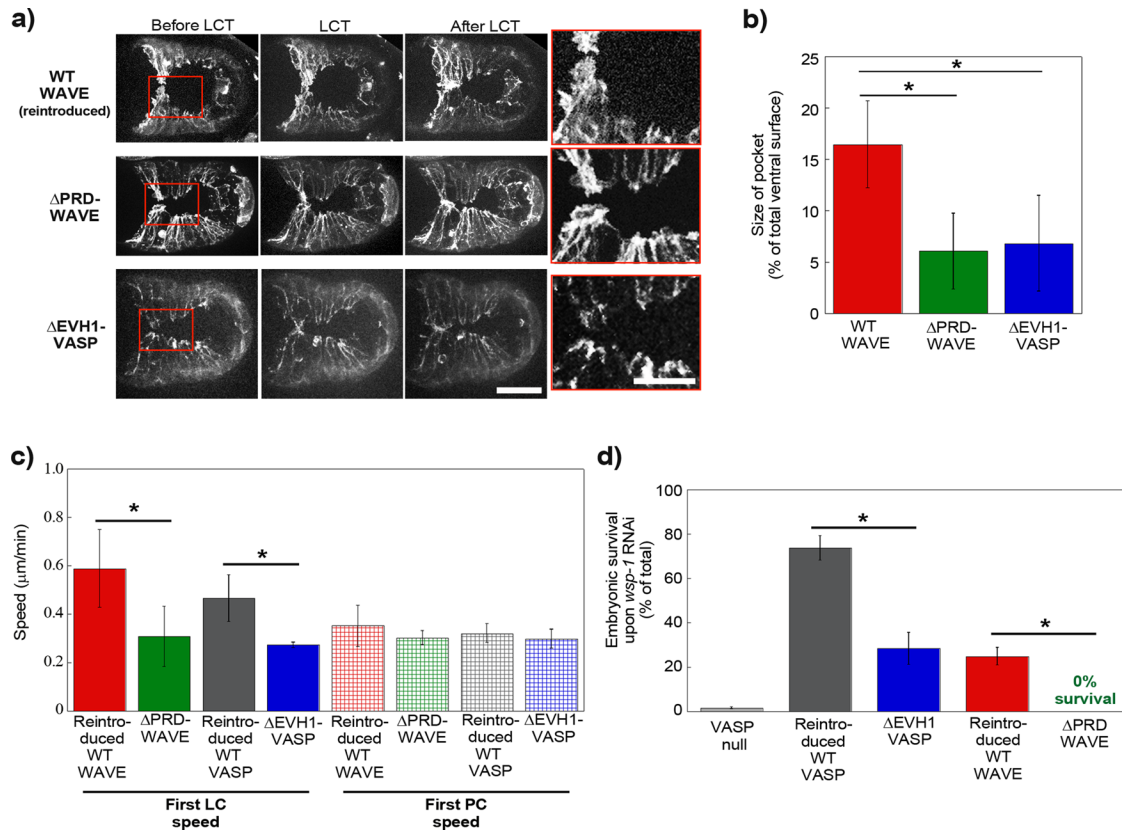 a)
Before LCT
LCT
After LCT
WT
WAVE
(reintroduced)
ΔPRD-
WAVE
ΔEVH1-
VASP
b)
Size of pocket
(% of total ventral surface)
25
20
15
10
5
0
*
*
WT
WAVE
ΔPRD-
WAVE
ΔEVH1-
VASP
c)
Speed (μm/min)
1.0
0.8
0.6
0.4
0.2
0
*
*
Reintro-
duced
WT
WAVE
ΔPRD-
WAVE
Reintro-
duced
WT
VASP
ΔEVH1-
VASP
Reintro-
duced
WT
WAVE
ΔPRD-
WAVE
Reintro-
duced
WT
VASP
ΔEVH1-
VASP
First LC
speed
First PC
speed
d)
Embryonic survival
upon wsp-1 RNAi
(% of total)
100
80
60
40
20
0
*
*
0%
survival
VASP
null
Reintro-
duced
WT
VASP
ΔEVH1
VASP
Reintro-
duced
WT
WAVE
ΔPRD
WAVE